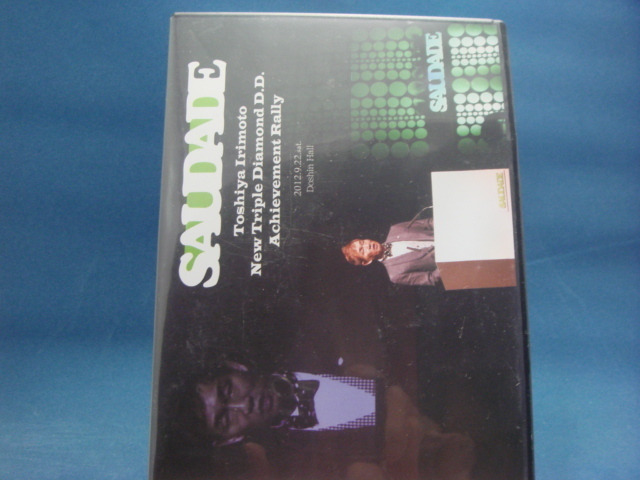 SAUDADE
Toshiya Irimoto
New Triple Diamond D.D.
Achievement Rally
2012.9.22.sat.
Doshin Hall
SAUDADE
SAUDADE